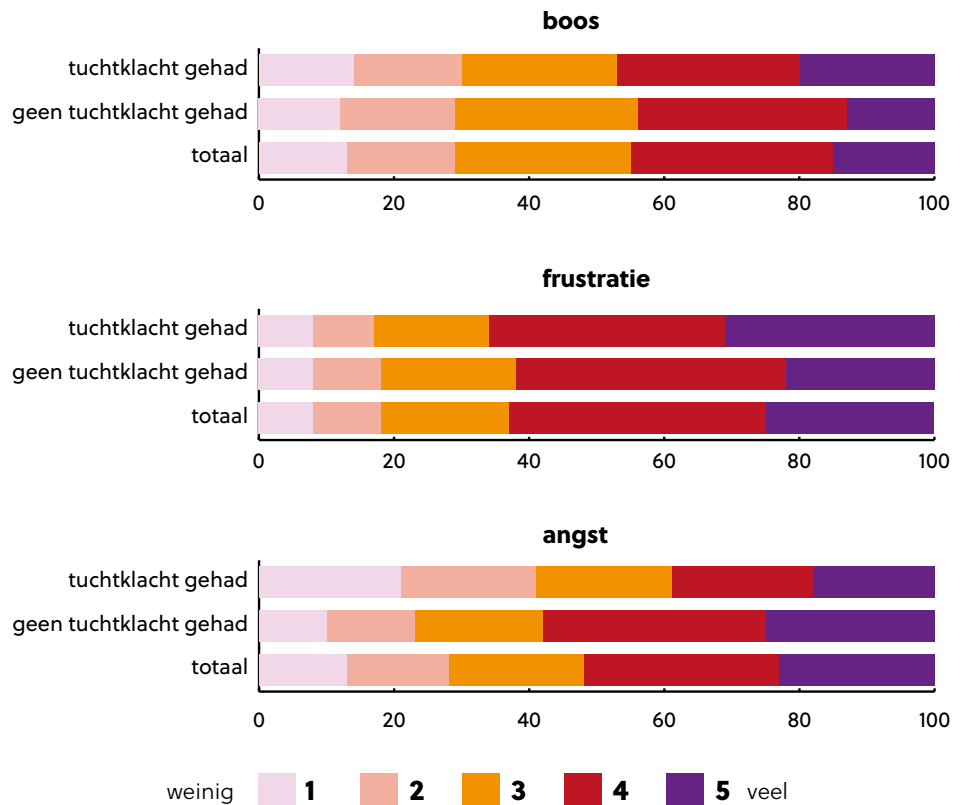 boos
tuchtklacht gehad
geen tuchtklacht gehad
totaal
0 20 40 60 80 100
frustratie
tuchtklacht gehad
geen tuchtklacht gehad
totaal
0 20 40 60 80 100
angst
tuchtklacht gehad
geen tuchtklacht gehad
totaal
0 20 40 60 80 100
weinig 1 2 3 4 5 veel